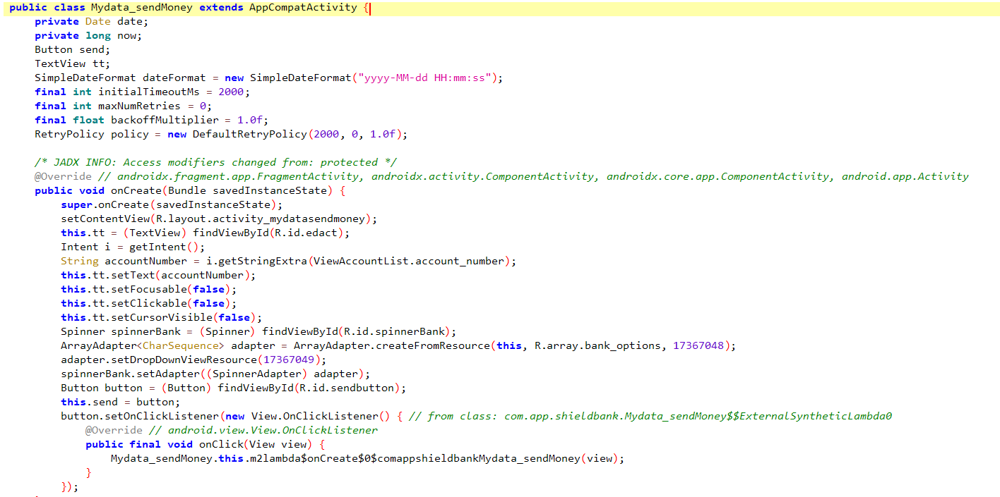 public class Mydata_sendMoney extends AppCompatActivity {
    private Date date;
    private long now;
    Button send;
    TextView tt;
    SimpleDateFormat dateFormat = new SimpleDateFormat("yyyy-MM-dd HH:mm:ss");
    final int initialTimeoutMs = 2000;
    final int maxNumRetries = 0;
    final float backoffMultiplier = 1.0f;
    RetryPolicy policy = new DefaultRetryPolicy(2000, 0, 1.0f);

    /* JADX INFO: Access modifiers changed from: protected */
    @Override // androidx.fragment.app.FragmentActivity, androidx.activity.ComponentActivity, androidx.core.app.ComponentActivity, android.app.Activity
    public void onCreate(Bundle savedInstanceState) {
        super.onCreate(savedInstanceState);
        setContentView(R.layout.activity_mydatasendmoney);
        this.tt = (TextView) findViewById(R.id.edact);
        Intent i = getIntent();
        String accountNumber = i.getStringExtra(ViewAccountList.account_number);
        this.tt.setText(accountNumber);
        this.tt.setFocusable(false);
        this.tt.setClickable(false);
        this.tt.setCursorVisible(false);
        Spinner spinnerBank = (Spinner) findViewById(R.id.spinnerBank);
        ArrayAdapter<CharSequence> adapter = ArrayAdapter.createFromResource(this, R.array.bank_options, 17367048);
        adapter.setDropDownViewResource(17367049);
        spinnerBank.setAdapter((SpinnerAdapter) adapter);
        Button button = (Button) findViewById(R.id.sendbutton);
        this.send = button;
        button.setOnClickListener(new View.OnClickListener() { // from class: com.app.shieldbank.Mydata_sendMoney$$ExternalSyntheticLambda0
            @Override // android.view.View.OnClickListener
            public final void onClick(View view) {
                Mydata_sendMoney.this.m2lambda$onCreate$0$comappshieldbankMydata_sendMoney(view);
            }
        });